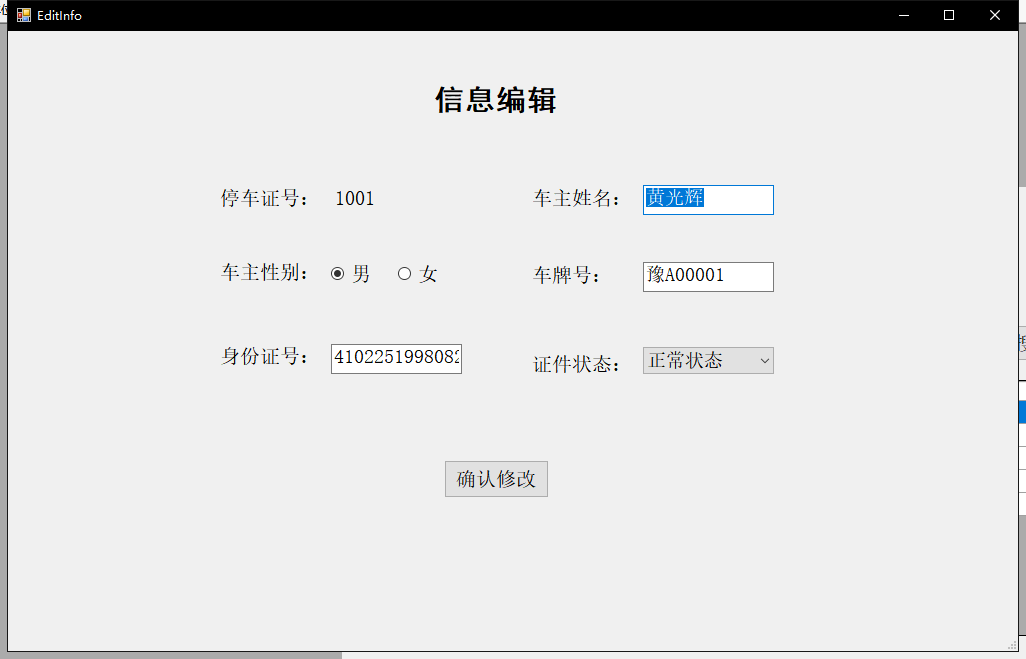 EditInfo
信息编辑
停车证号： 1001 车主姓名： 黄光辉
车主性别： 男 女 车牌号： 豫A00001
身份证号： 410225199808 证件状态： 正常状态
确认修改